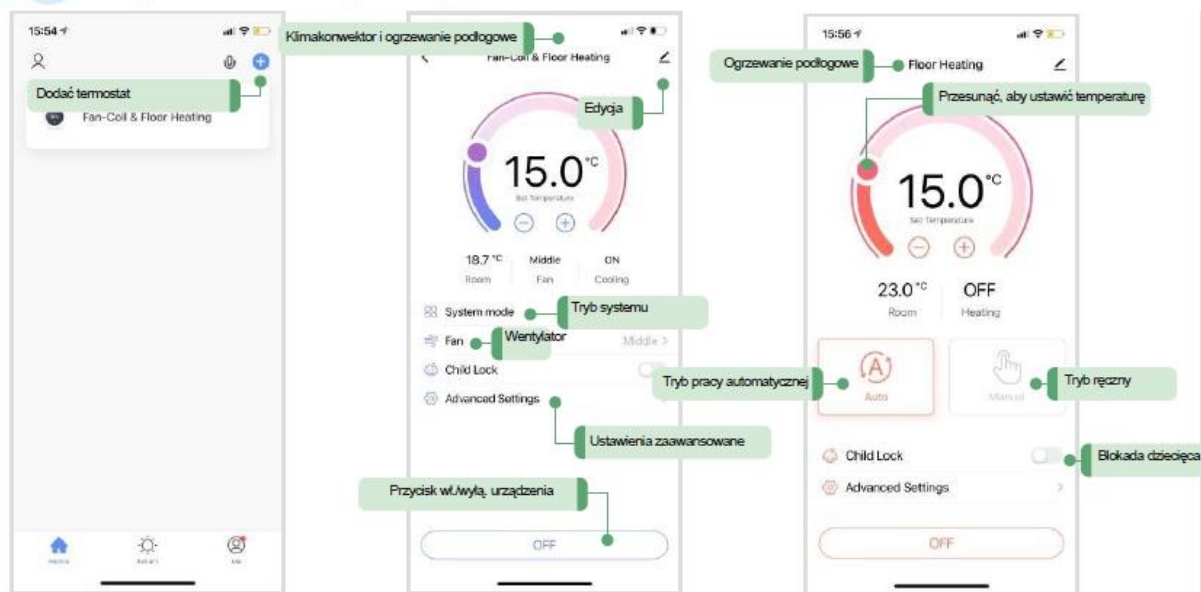 15:54
Dodać termostat
Fan-Coil & Floor Heating
Home
Smart
Me
Klimakonwektor i ogrzewanie podłogowe
Fan-Coil & Floor Heating
Edycja
15.0°C
Set Temperature
18.7 °C
Middle
ON
Room
Fan
Cooling
System mode
Tryb systemu
Fan
Wentylator
Middle >
Child Lock
Advanced Settings
Ustawienia zaawansowane
Przycisk wł./wyłą. urządzenia
OFF
15:56
Ogrzewanie podłogowe
Floor Heating
Przesunąć, aby ustawić temperaturę
15.0°C
Set Temperature
23.0 °C
OFF
Room
Heating
Tryb pracy automatycznej
A
Auto
Manual
Tryb ręczny
Child Lock
Blokada dziecięca
Advanced Settings >
OFF